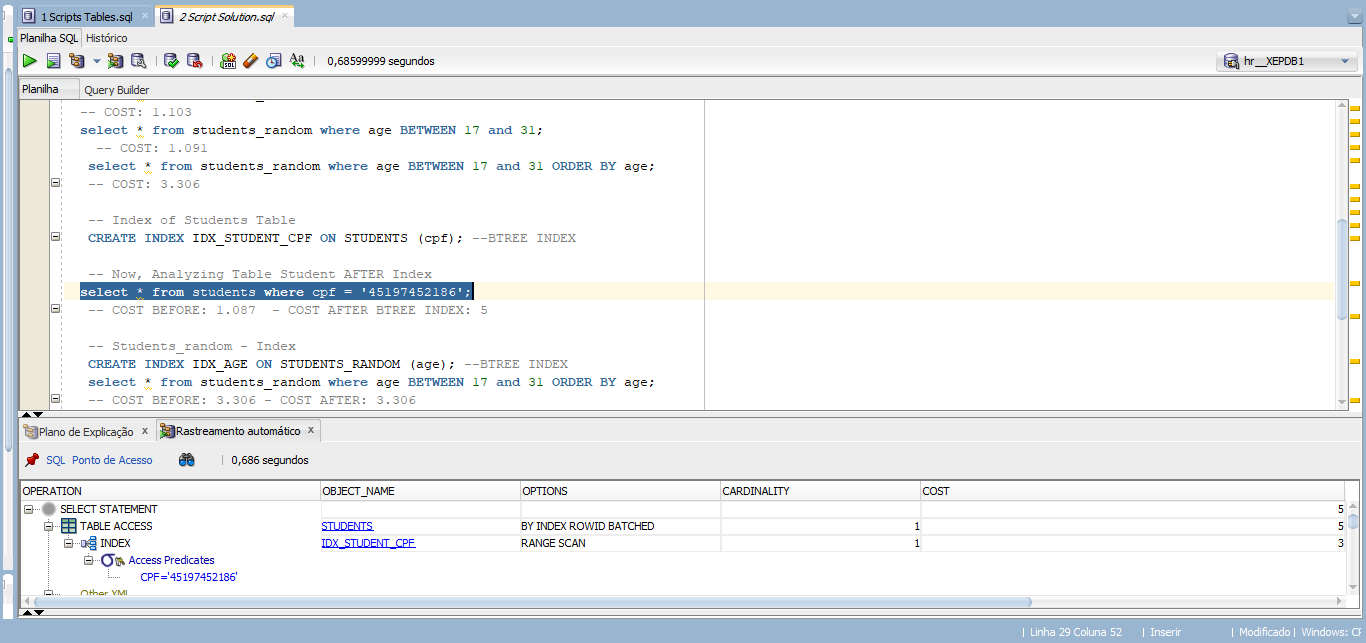 1 Scripts Tables.sql
2 Script Solution.sql
Planilha SQL Histórico
0,68599999 segundos
hr__XEPDB1
Planilha Query Builder
-- COST: 1.103
select * from students_random where age BETWEEN 17 and 31;
-- COST: 1.091
select * from students_random where age BETWEEN 17 and 31 ORDER BY age;
-- COST: 3.306
-- Index of Students Table
CREATE INDEX IDX_STUDENT_CPF ON STUDENTS (cpf); --BTREE INDEX
-- Now, Analyzing Table Student AFTER Index
select * from students where cpf = '45197452186';
-- COST BEFORE: 1.087  - COST AFTER BTREE INDEX: 5
-- Students_random - Index
CREATE INDEX IDX_AGE ON STUDENTS_RANDOM (age); --BTREE INDEX
select * from students_random where age BETWEEN 17 and 31 ORDER BY age;
-- COST BEFORE: 3.306 - COST AFTER: 3.306
Plano de Explicação x Rastreamento automático x
SQL Ponto de Acesso | 0,686 segundos
OPERATION OBJECT_NAME OPTIONS CARDINALITY COST
SELECT STATEMENT 5
TABLE ACCESS STUDENTS BY INDEX ROWID BATCHED 1 5
INDEX IDX_STUDENT_CPF RANGE SCAN 1 3
Access Predicates
CPF='45197452186'
Other XML
| Linha 29 Coluna 52 | Inserir | Modificado | Windows: CF